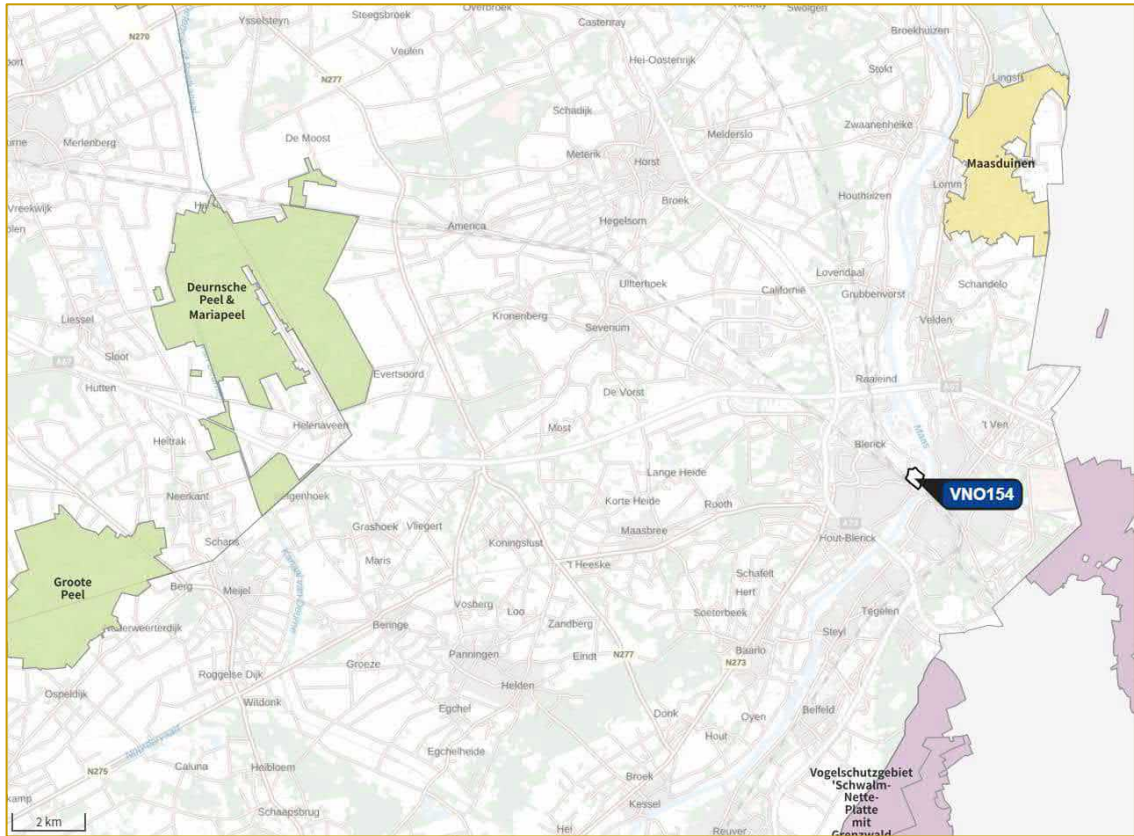 Ysselsteyn
Castenray
Broekhuizen
N270
N277
Veulen
Hei-Oostenrijk
Stokt
Schadijk
Merlenberg
De Moost
Melderslo
Zwaanenheike
Meterik
Horst
Maasduinen
Lomm
Houthuizen
Broek
Vreekwijk
America
Hegelsom
Lovendaal
Schandelo
Deurnsche
Peel &
Mariapeel
Californië
Grubbenvorst
Liessel
Kronenberg
Sevenum
Velden
Sloot
Evertsoord
Raaieind
Hutten
De Vorst
Helenaveen
Most
't Ven
Heitrak
Blerick
Maas
Lange Heide
Neerkant
Korte Heide
Rooth
VNO154
Grashoek
Vliegert
Maasbree
Koningslust
Hout-Blerick
Schans
Maris
't Heeske
Schafelt
Groote
Peel
Berg
Meijel
Hert
Vosberg
Loo
Soeterbeek
Tegelen
Beringe
Zandberg
Steyl
Groeze
Panningen
Eindt
N277
Baarlo
N273
Roggelse Dijk
Ospeldijk
Helden
Wildonk
Egchel
Donk
Oyen
Belfeld
Hout
Egchelheide
N275
Caluna
Heibloem
Broek
Vogelschutzgebiet
'Schwalm-
Nette-
Platte
mit
Grenzwald
Kessel
Schaapsbrug
Hei
Reuver
2 km